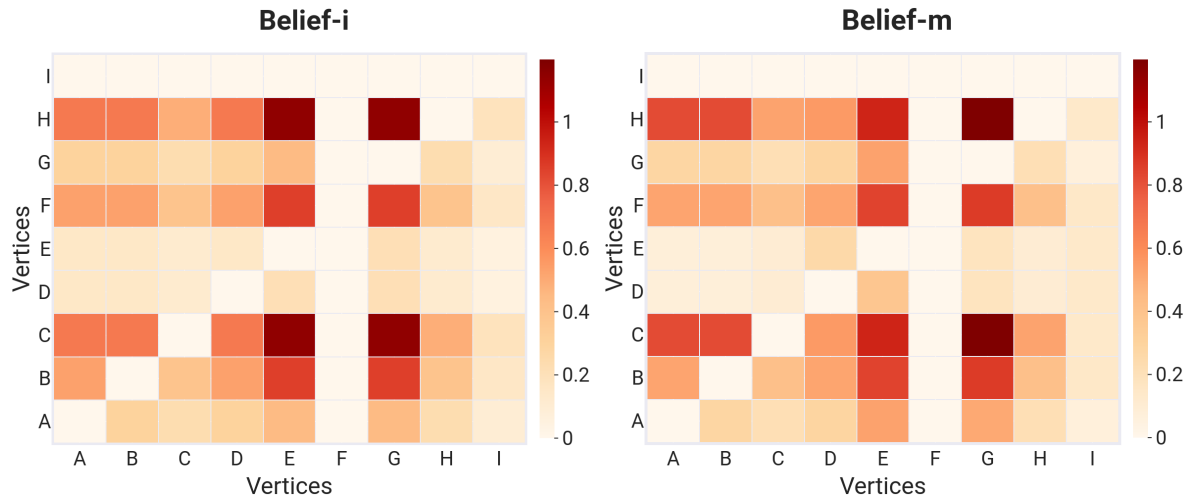 Belief-i
Belief-m
I
H
G
F
E
D
C
B
A
Vertices
A B C D E F G H I
Vertices
1
0.8
0.6
0.4
0.2
0
I
H
G
F
E
D
C
B
A
Vertices
A B C D E F G H I
Vertices
1
0.8
0.6
0.4
0.2
0